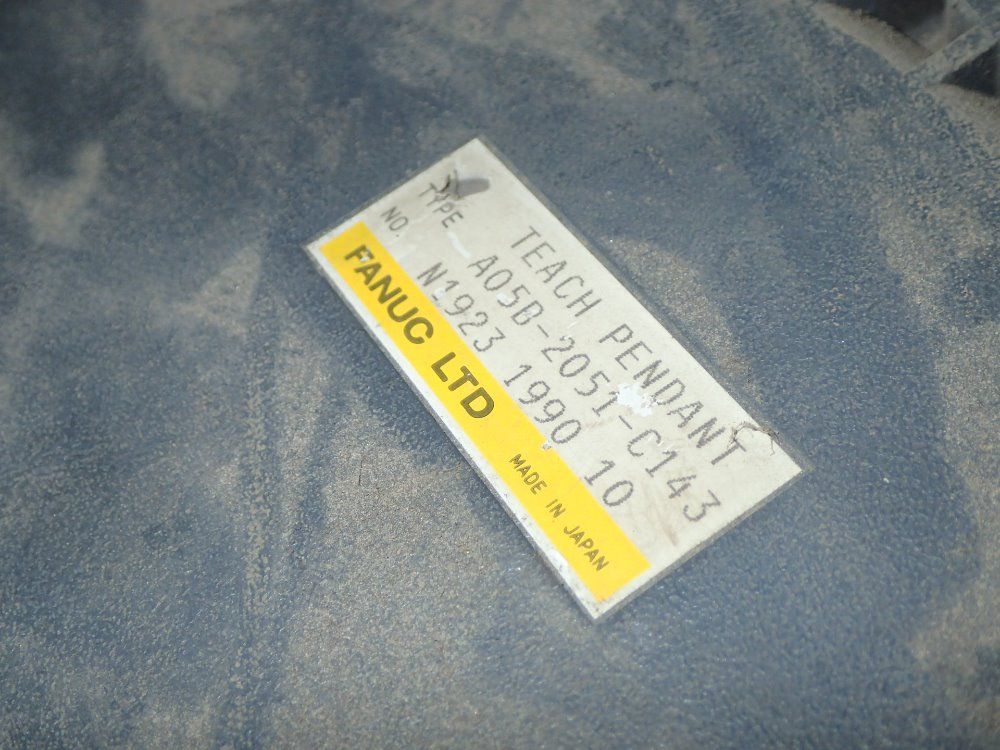 TEACH PENDANT
TYPE A05B-2051-C143
NO. N1923 1990 10
FANUC LTD MADE IN JAPAN